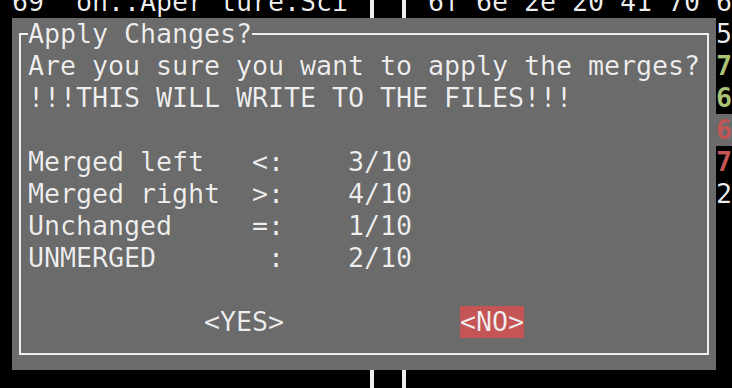 69  on..Aper ture.Sci  6f 6e 2e 20 41 70 6
Apply Changes?
5
Are you sure you want to apply the merges?
7
!!!THIS WILL WRITE TO THE FILES!!!
6
6
Merged left   <:    3/10
7
Merged right  >:    4/10
2
Unchanged     =:    1/10
UNMERGED       :    2/10
<YES>           <NO>